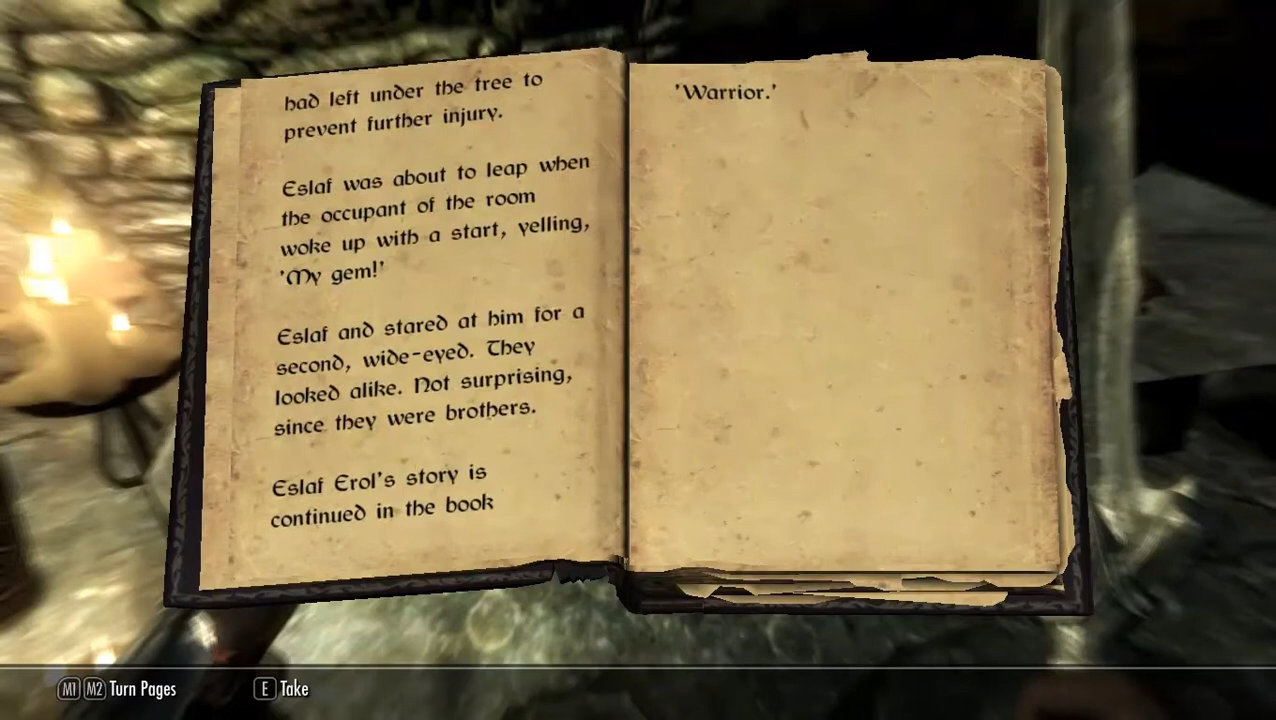 had left under the tree to
prevent further injury.
Eslaf was about to leap when
the occupant of the room
woke up with a start, yelling,
'My gem!'
Eslaf and stared at him for a
second, wide-eyed. They
looked alike. Not surprising,
since they were brothers.
Eslaf Erol's story is
continued in the book
'Warrior.'
M1 M2 Turn Pages
E Take